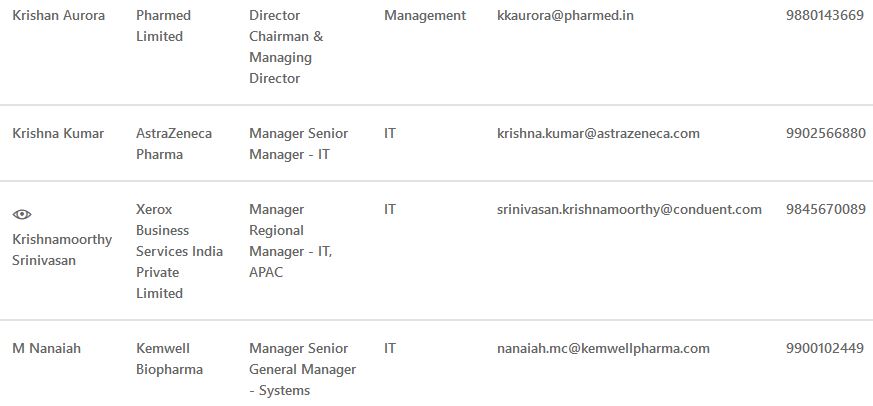 Krishan Aurora Pharmed Director Management kkaurora@pharmed.in 9880143669
Limited Chairman &
Managing
Director
Krishna Kumar AstraZeneca Manager Senior IT krishna.kumar@astrazeneca.com 9902566880
Pharma Manager - IT
Xerox Manager IT srinivasan.krishnamoorthy@conduent.com 9845670089
Business Regional
Krishnamoorthy Services India Manager - IT,
Srinivasan Private APAC
Limited
M Nanaiah Kemwell Manager Senior IT nanaiah.mc@kemwellpharma.com 9900102449
Biopharma General Manager
- Systems